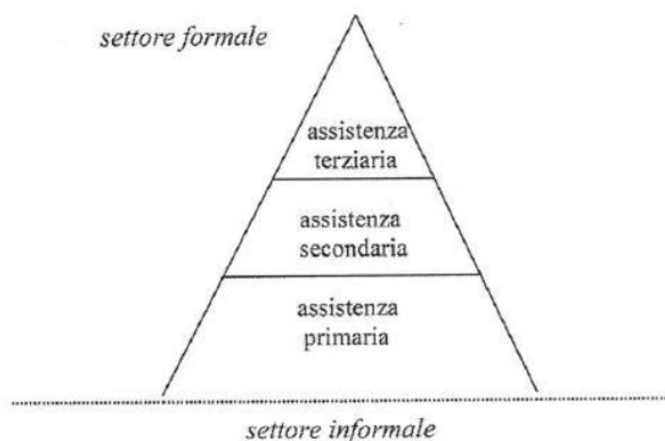 settore formale
assistenza
terziaria
assistenza
secondaria
assistenza
primaria
settore informale